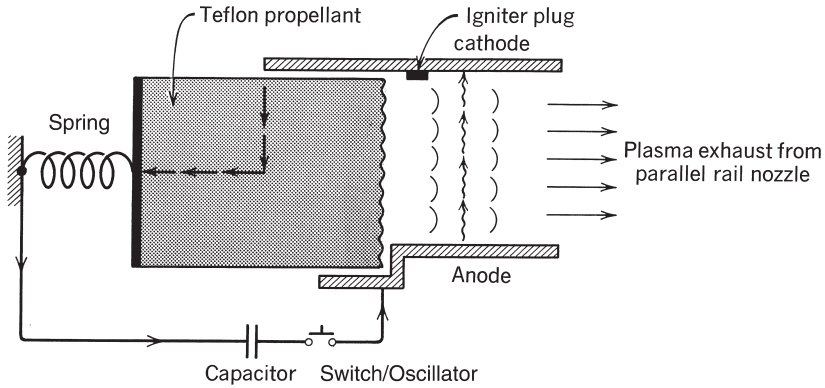 Teflon propellant
Igniter plug
cathode
Spring
Plasma exhaust from
parallel rail nozzle
Anode
Capacitor
Switch/Oscillator